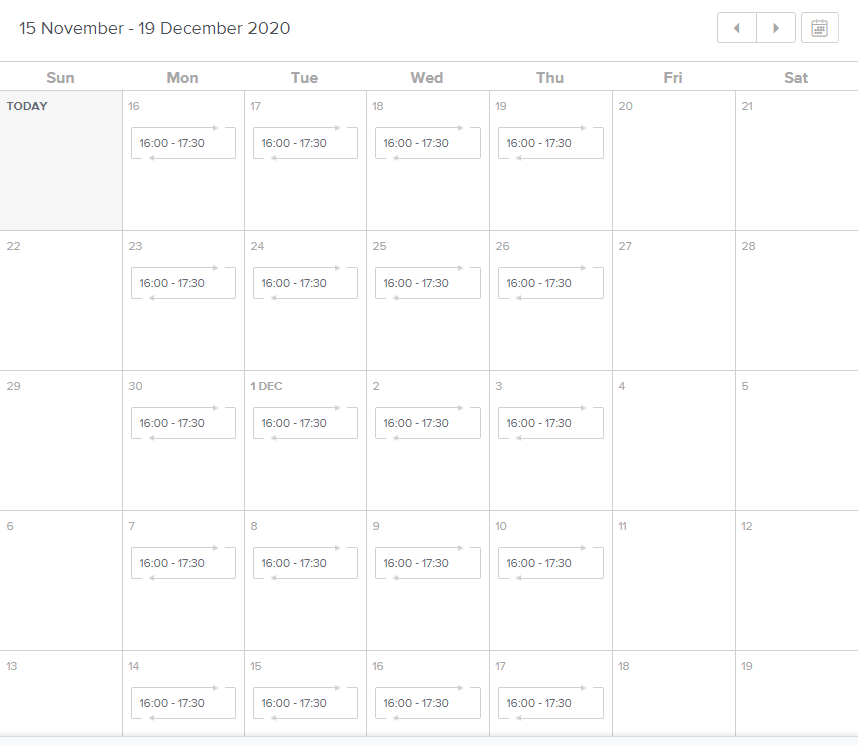 15 November - 19 December 2020
Sun Mon Tue Wed Thu Fri Sat
TODAY 16 17 18 19 20 21
16:00 - 17:30 16:00 - 17:30 16:00 - 17:30 16:00 - 17:30
22 23 24 25 26 27 28
16:00 - 17:30 16:00 - 17:30 16:00 - 17:30 16:00 - 17:30
29 30 1 DEC 2 3 4 5
16:00 - 17:30 16:00 - 17:30 16:00 - 17:30 16:00 - 17:30
6 7 8 9 10 11 12
16:00 - 17:30 16:00 - 17:30 16:00 - 17:30 16:00 - 17:30
13 14 15 16 17 18 19
16:00 - 17:30 16:00 - 17:30 16:00 - 17:30 16:00 - 17:30